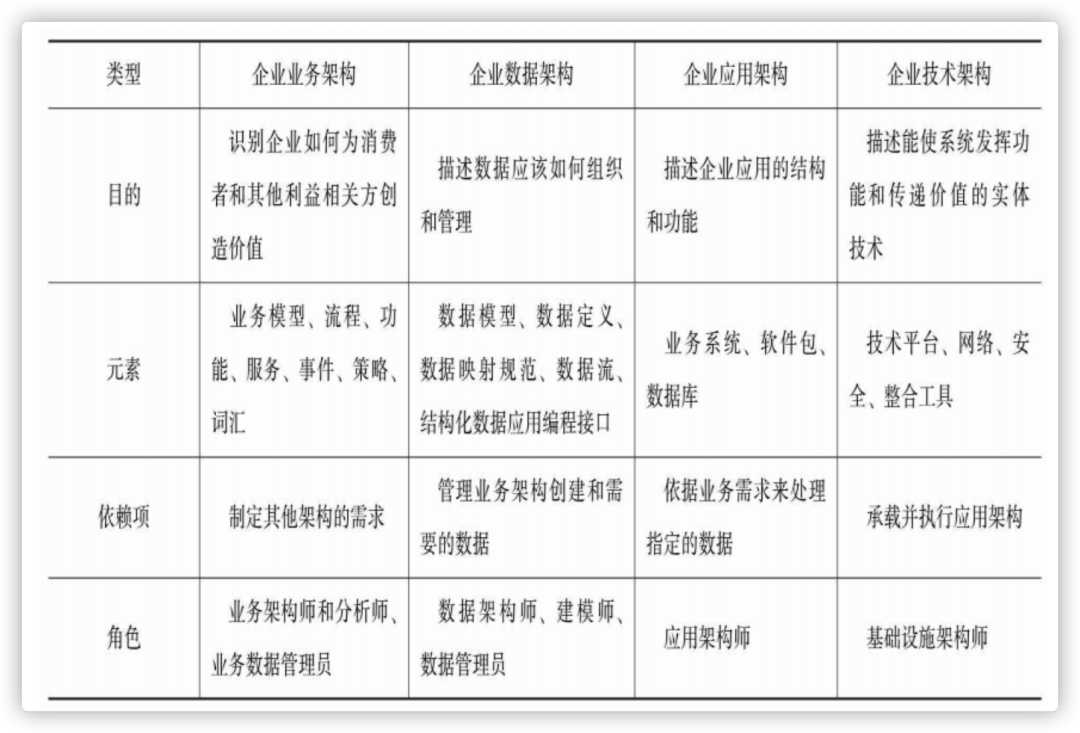 类型 企业业务架构 企业数据架构 企业应用架构 企业技术架构
目的
识别企业如何为消费
者和其他利益相关方创
造价值
描述数据应该如何组织
和管理
描述企业应用的结构
和功能
描述能使系统发挥功
能和传递价值的实体
技术
元素
业务模型、流程、功
能、服务、事件、策略、
词汇
数据模型、数据定义、
数据映射规范、数据流、
结构化数据应用编程接口
业务系统、软件包、
数据库
技术平台、网络、安
全、整合工具
依赖项
制定其他架构的需求
管理业务架构创建和需
要的数据
依据业务需求来处理
指定的数据
承载并执行应用架构
角色
业务架构师和分析师、
业务数据管理员
数据架构师、建模师、
数据管理员
应用架构师
基础设施架构师